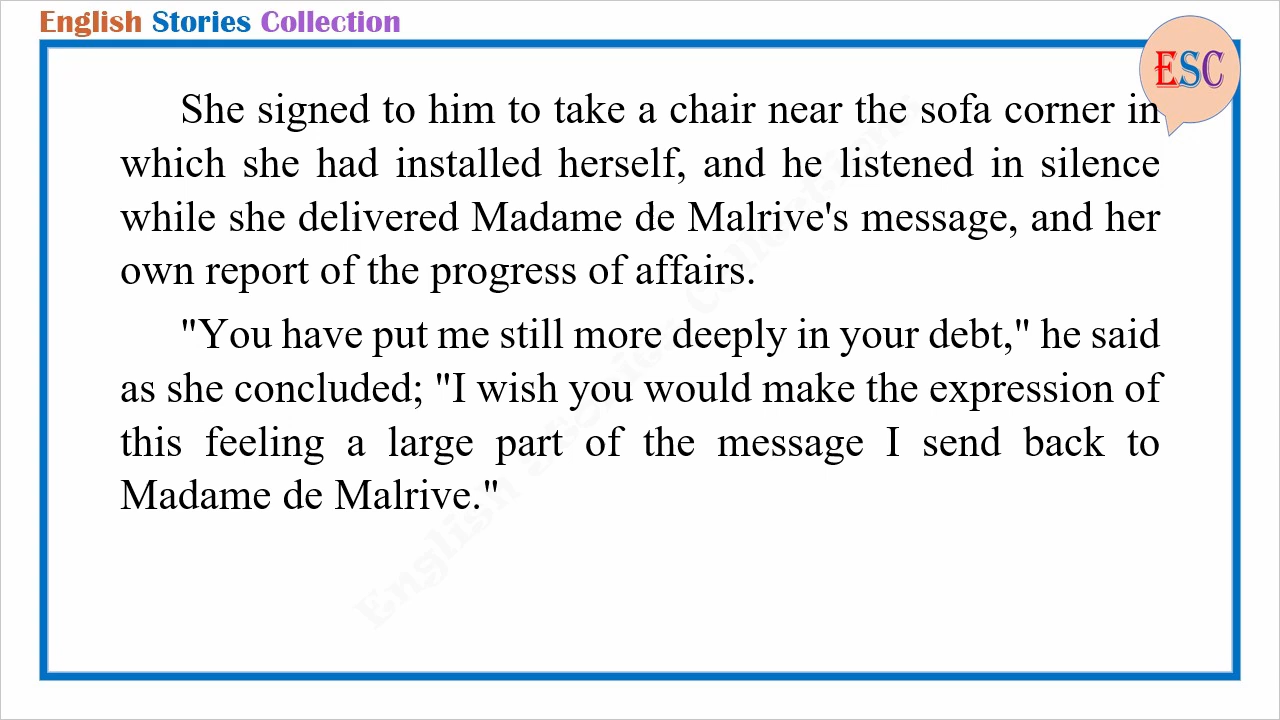 English Stories Collection
ESC
She signed to him to take a chair near the sofa corner in
which she had installed herself, and he listened in silence
while she delivered Madame de Malrive's message, and her
own report of the progress of affairs.
"You have put me still more deeply in your debt," he said
as she concluded; "I wish you would make the expression of
this feeling a large part of the message I send back to
Madame de Malrive."